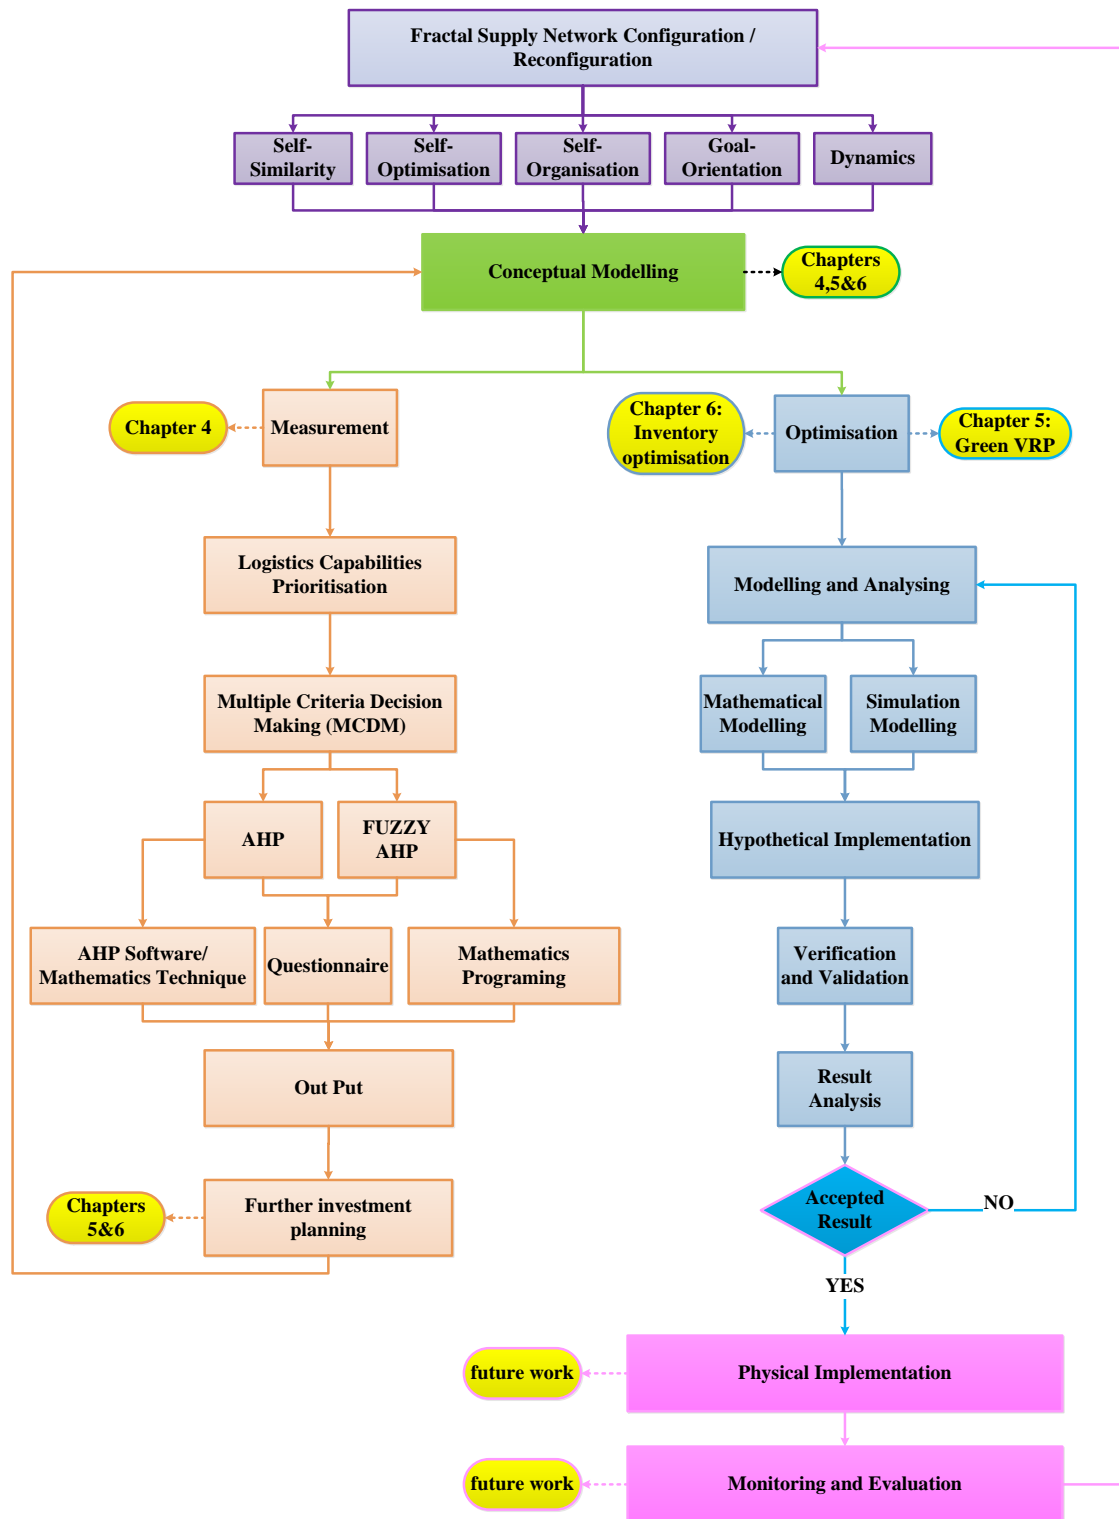 Fractal Supply Network Configuration /
Reconfiguration
Self-
Similarity
Self-
Optimisation
Self-
Organisation
Goal-
Orientation
Dynamics
Conceptual Modelling
Chapters
4,5&6
Chapter 4
Measurement
Chapter 6:
Inventory
optimisation
Optimisation
Chapter 5:
Green VRP
Logistics Capabilities
Prioritisation
Modelling and Analysing
Multiple Criteria Decision
Making (MCDM)
Mathematical
Modelling
Simulation
Modelling
AHP
FUZZY
AHP
Hypothetical Implementation
AHP Software/
Mathematics Technique
Questionnaire
Mathematics
Programing
Verification
and Validation
Out Put
Result
Analysis
Chapters
5&6
Further investment
planning
Accepted
Result
NO
YES
future work
Physical Implementation
future work
Monitoring and Evaluation